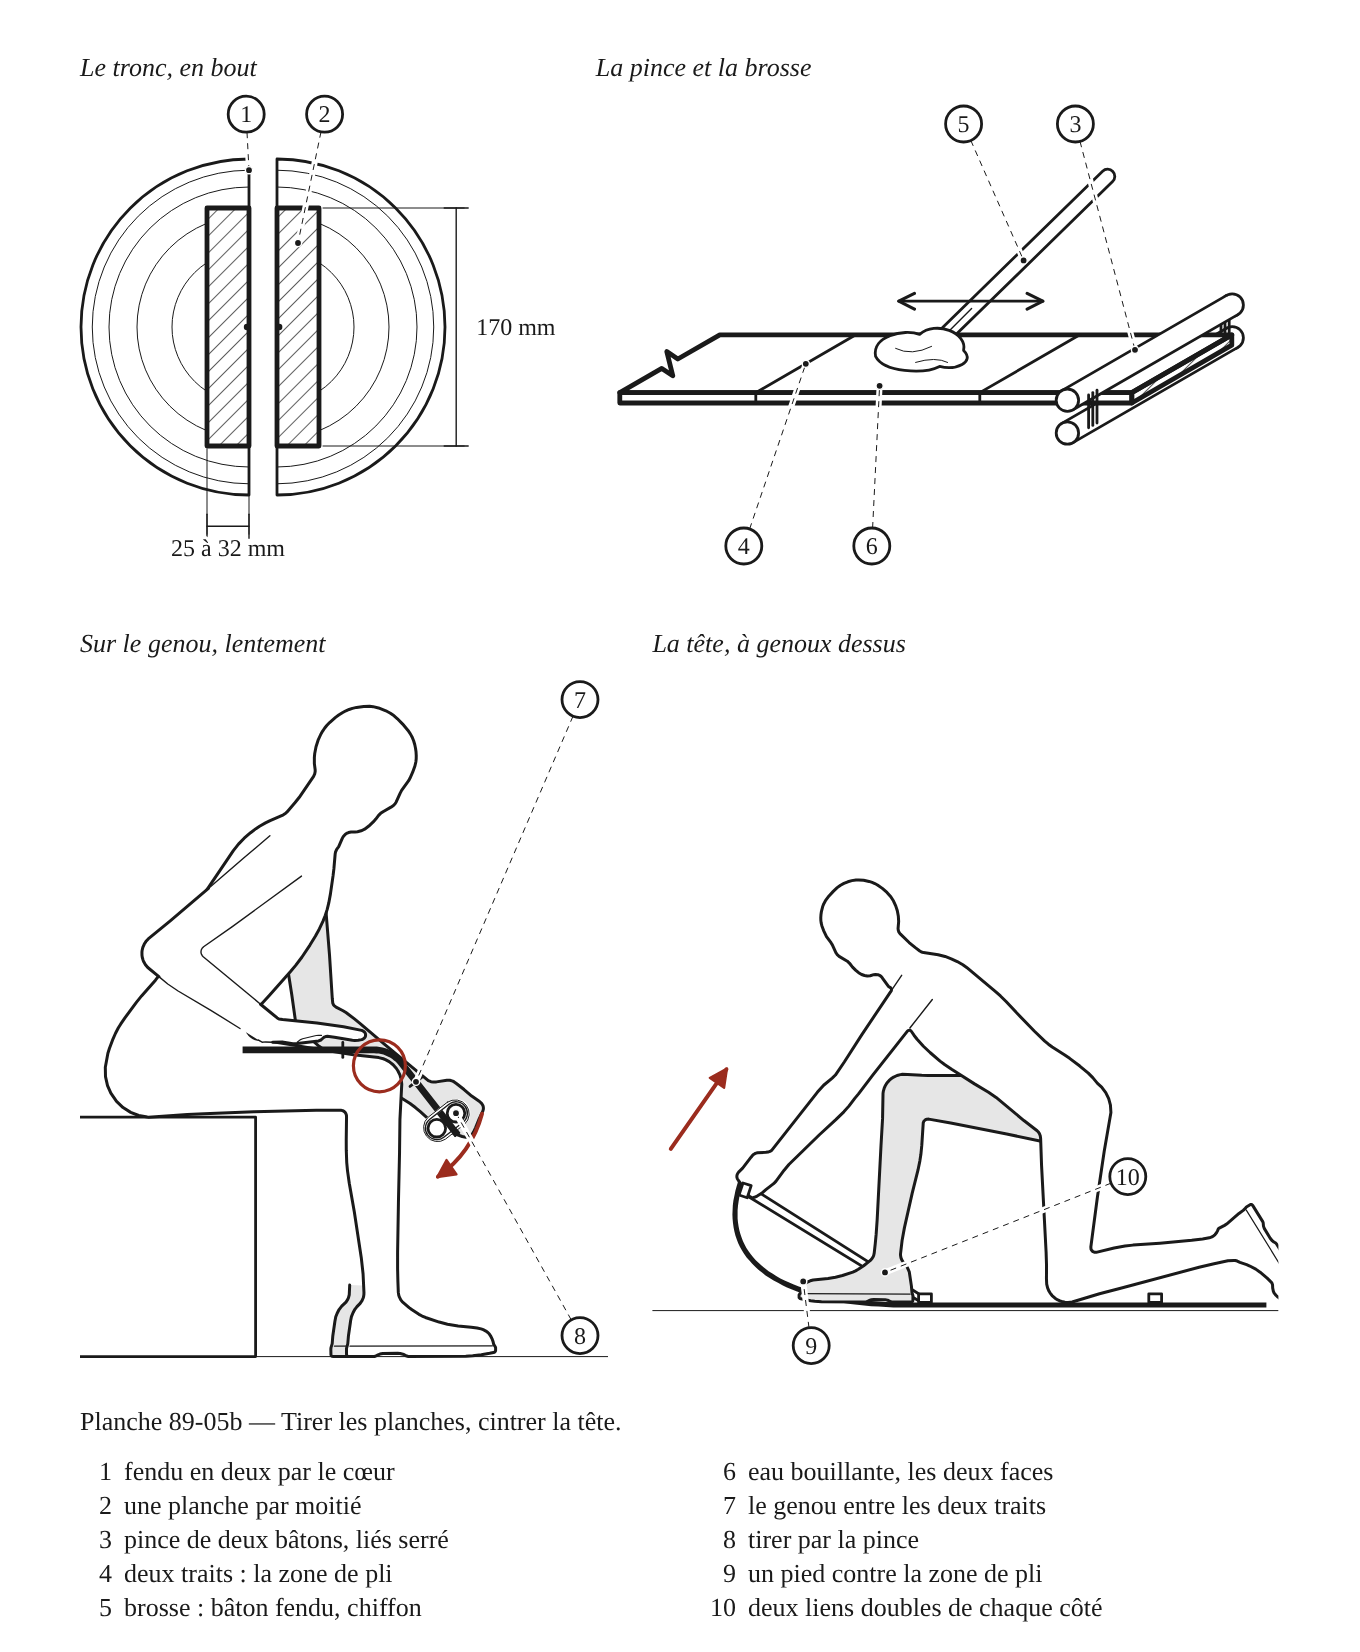 Le tronc, en bout
La pince et la brosse
1
2
5
3
170 mm
25 à 32 mm
4
6
Sur le genou, lentement
La tête, à genoux dessus
7
10
8
9
Planche 89-05b — Tirer les planches, cintrer la tête.
1 fendu en deux par le cœur
2 une planche par moitié
3 pince de deux bâtons, liés serré
4 deux traits : la zone de pli
5 brosse : bâton fendu, chiffon
6 eau bouillante, les deux faces
7 le genou entre les deux traits
8 tirer par la pince
9 un pied contre la zone de pli
10 deux liens doubles de chaque côté